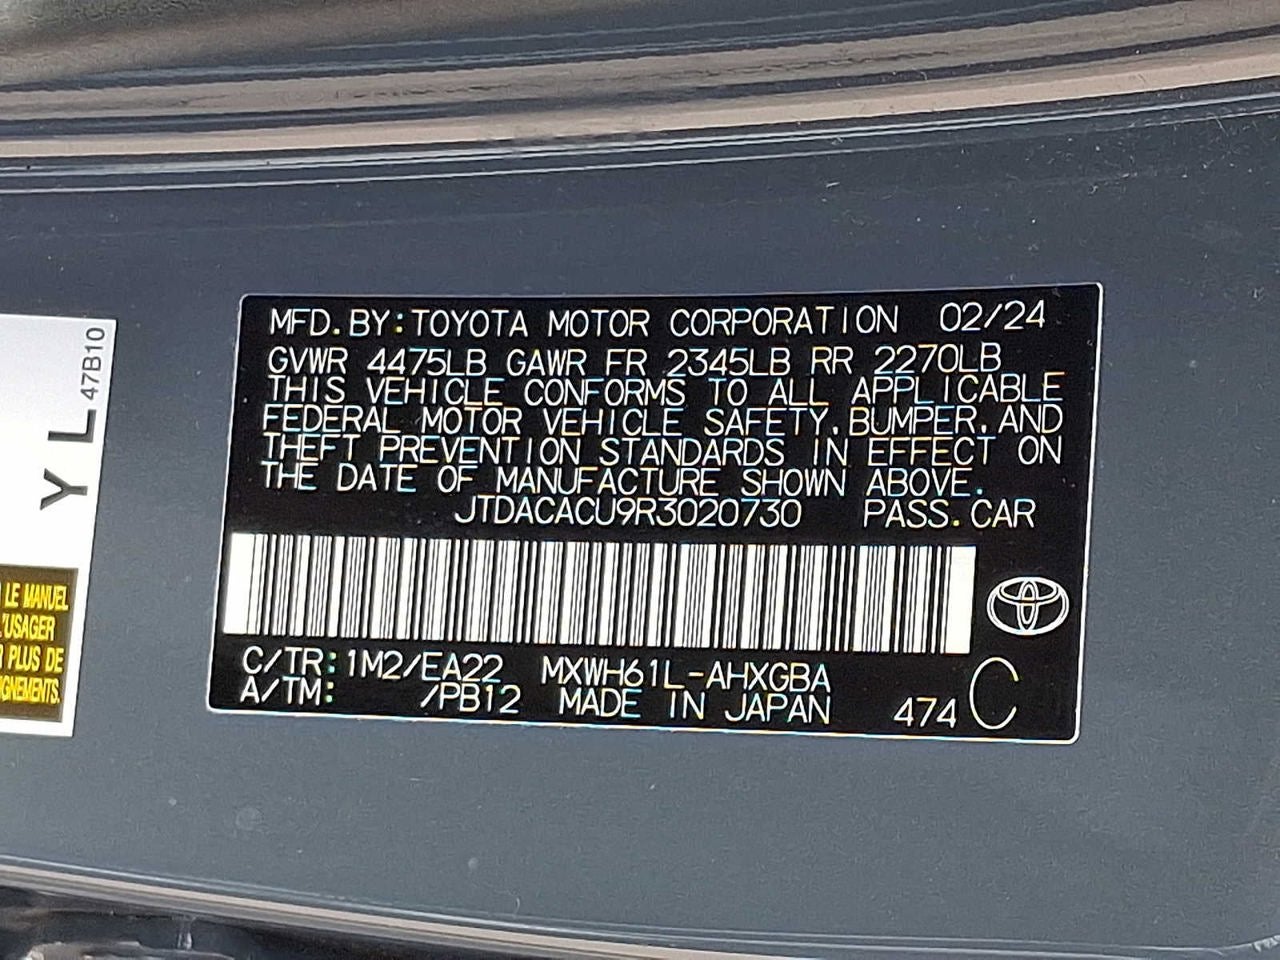 47B10
Y L
LE MANUEL
L'USAGER
PLUS DE
MFD. BY: TOYOTA MOTOR CORPORATION 02/24
GVWR 4475LB GAWR FR 2345LB RR 2270LB
THIS VEHICLE CONFORMS TO ALL APPLICABLE
FEDERAL MOTOR VEHICLE SAFETY, BUMPER, AND
THEFT PREVENTION STANDARDS IN EFFECT ON
THE DATE OF MANUFACTURE SHOWN ABOVE.
JTDACACU9R3020730 PASS. CAR
C/TR: 1M2/EA22 MXWH61L-AHXGBA
A/TM: /PB12 MADE IN JAPAN 474 C